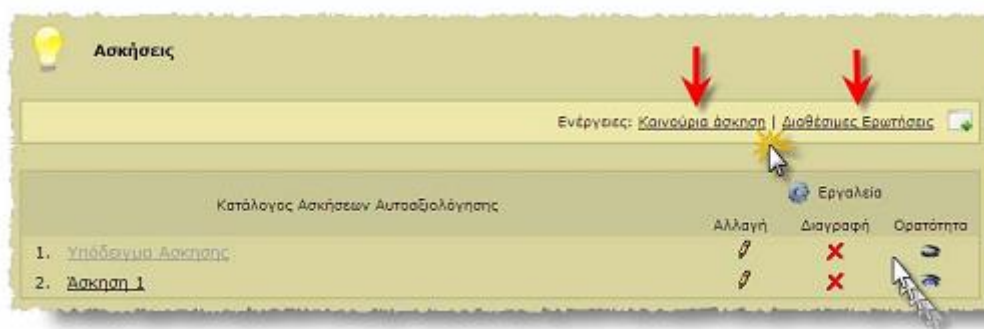 Ασκήσεις
Ενέργειες: Καινούρια άσκηση | Διαθέσιμες Ερωτήσεις
Κατάλογος Ασκήσεων Αυτοαξιολόγησης
Εργαλεία
Αλλαγή Διαγραφή Ορατότητα
1. Υπόδειγμα Άσκησης
2. Άσκηση 1